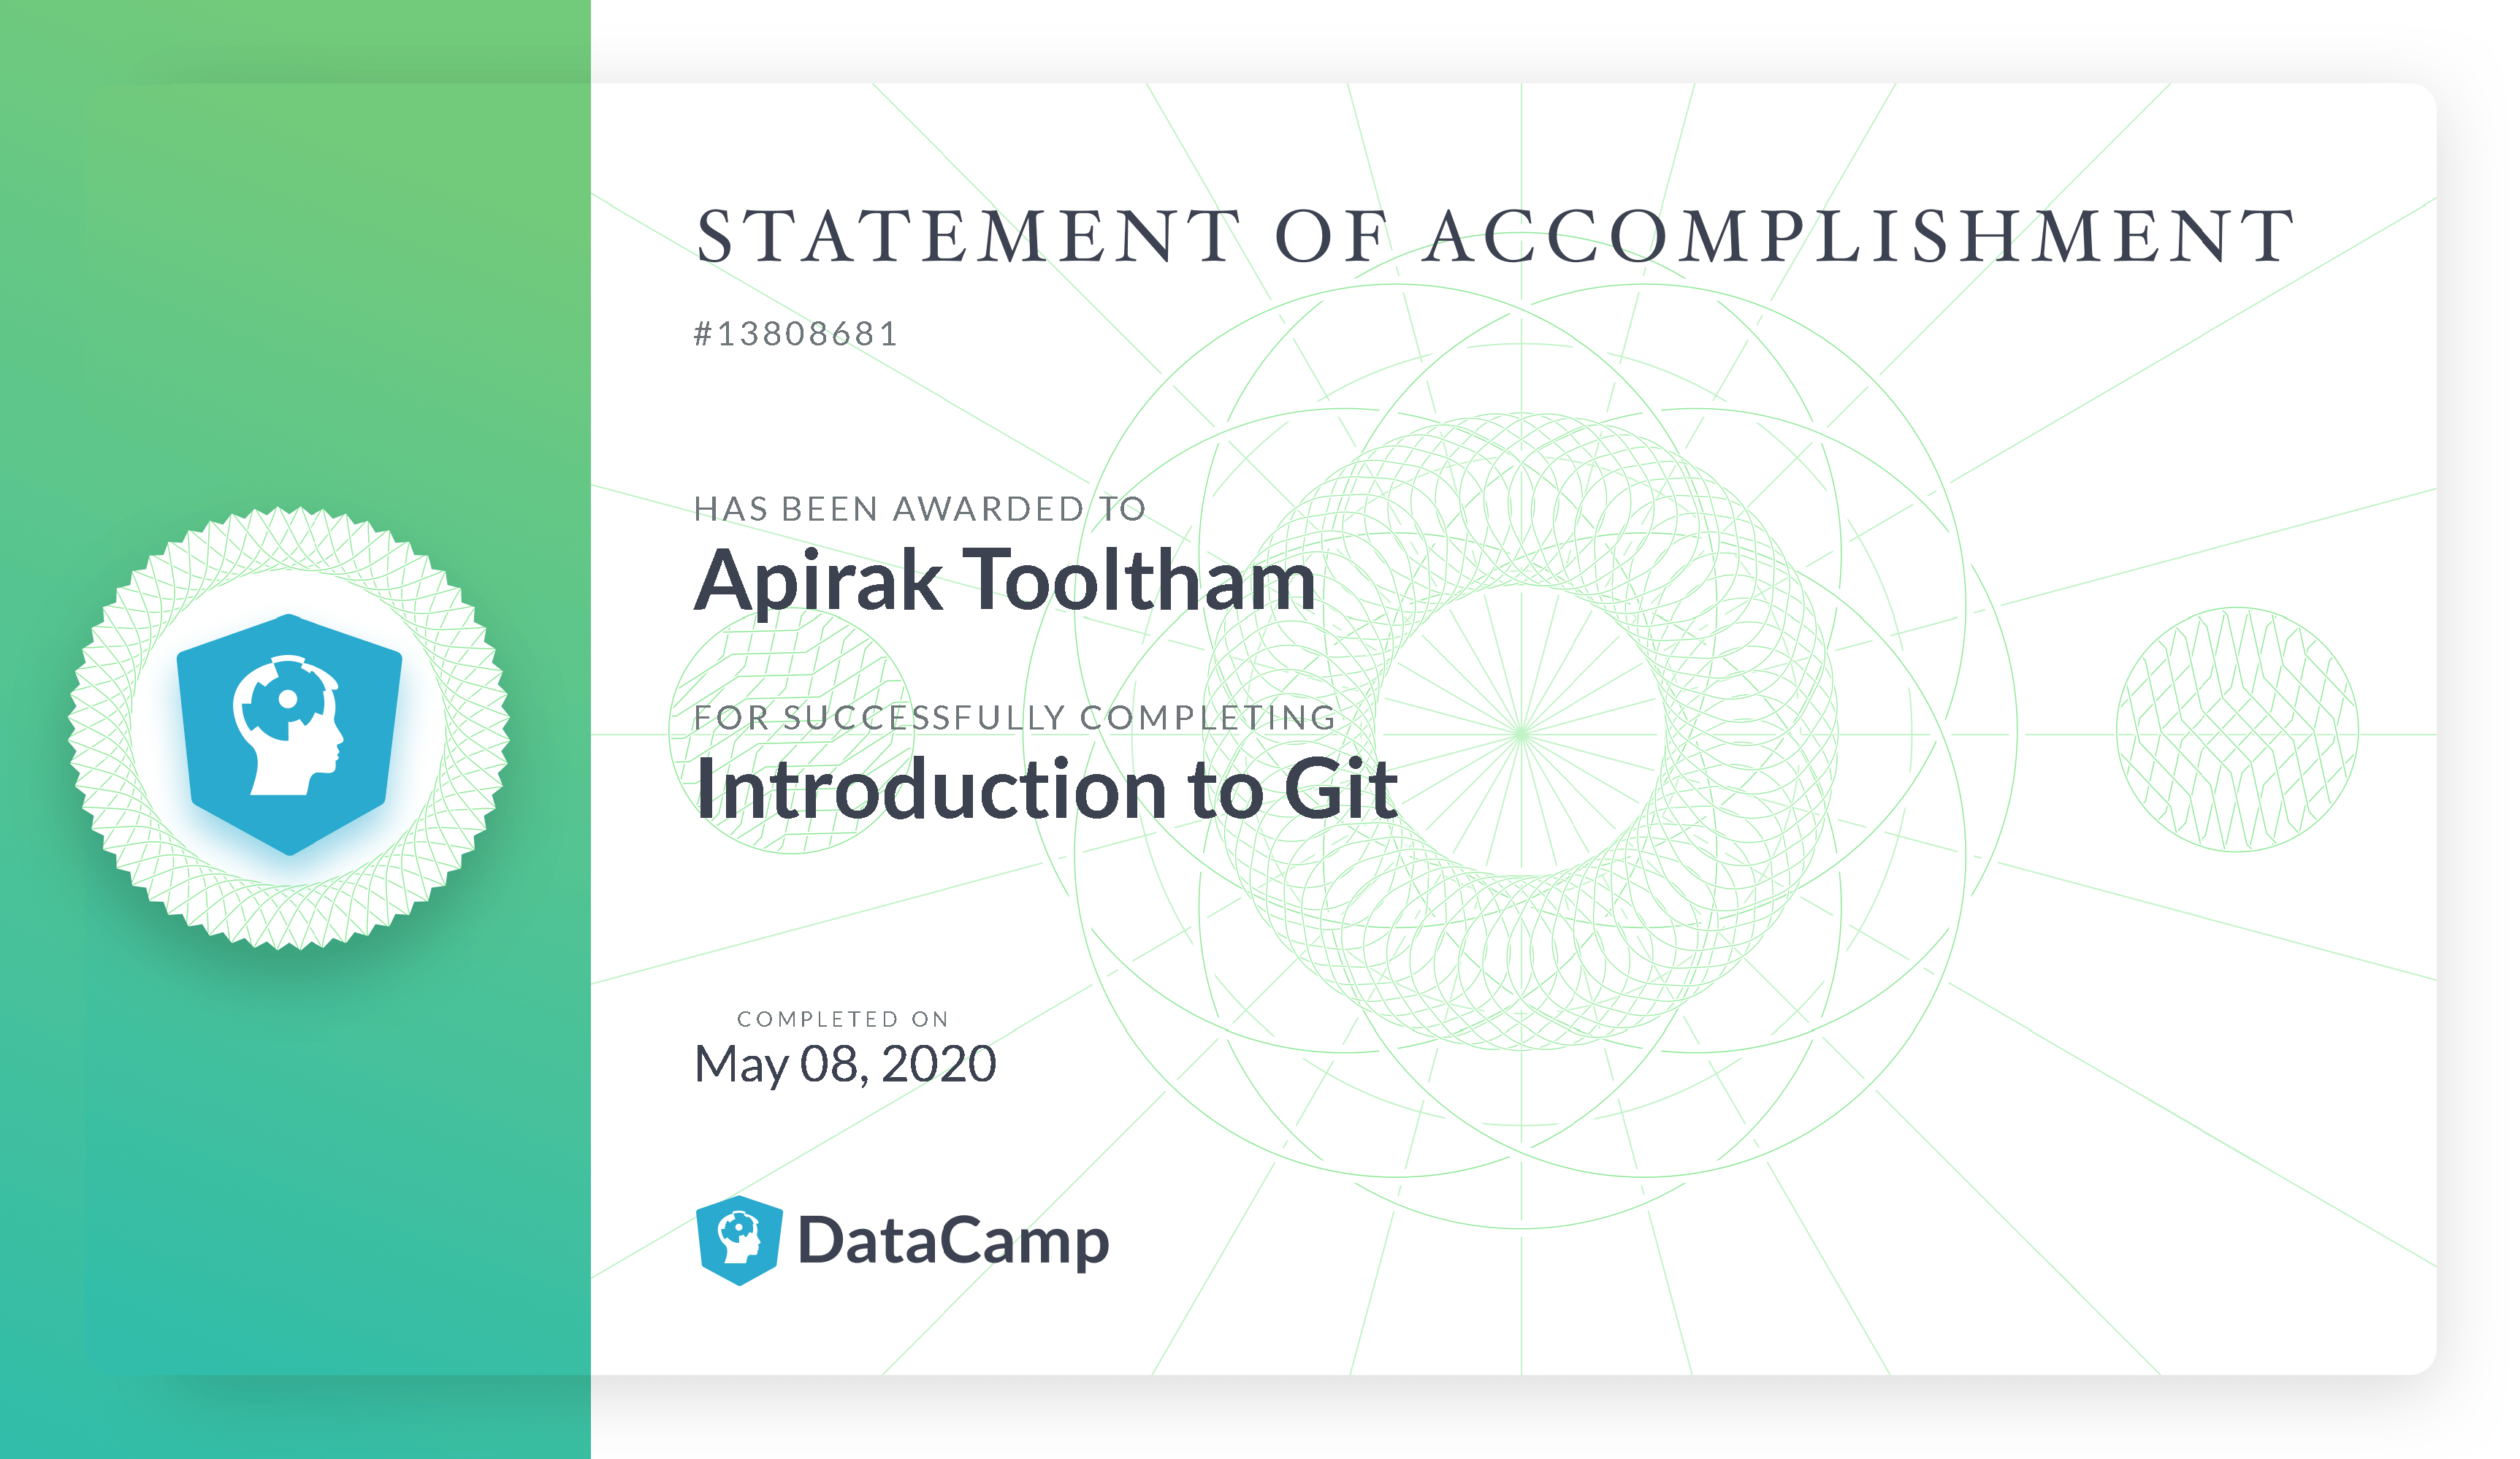 STATEMENT OF ACCOMPLISHMENT
#13808681
HAS BEEN AWARDED TO
Apirak Tooltham
FOR SUCCESSFULLY COMPLETING
Introduction to Git
COMPLETED ON
May 08, 2020
DataCamp